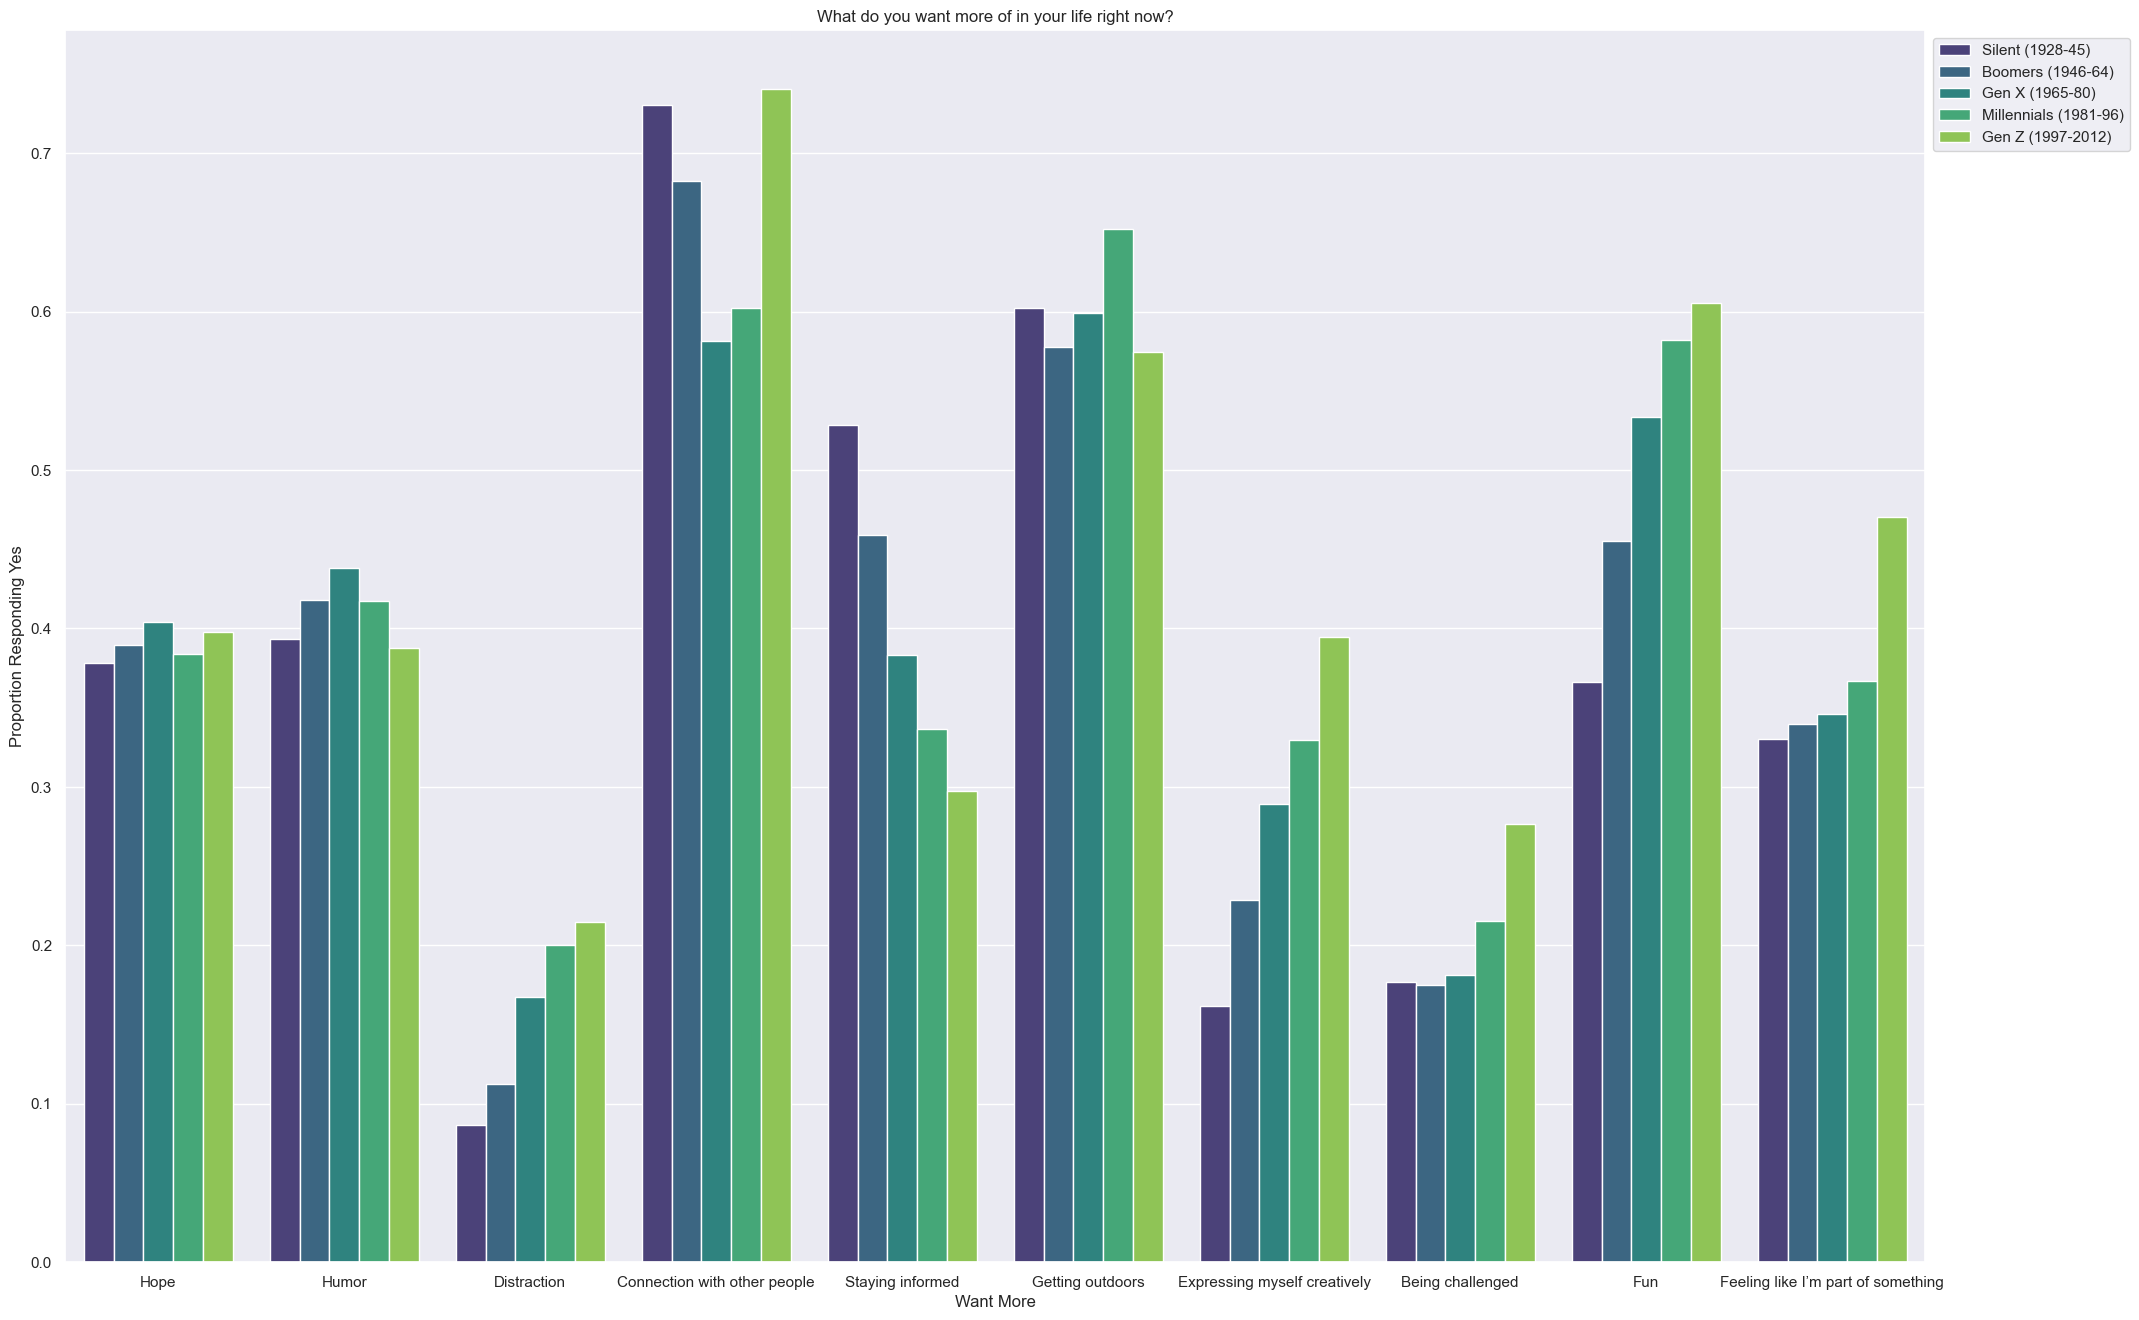 What do you want more of in your life right now?
Silent (1928-45)
Boomers (1946-64)
Gen X (1965-80)
Millennials (1981-96)
Gen Z (1997-2012)
Proportion Responding Yes
0.7
0.6
0.5
0.4
0.3
0.2
0.1
0.0
Hope
Humor
Distraction
Connection with other people
Staying informed
Getting outdoors
Expressing myself creatively
Being challenged
Fun
Feeling like I’m part of something
Want More